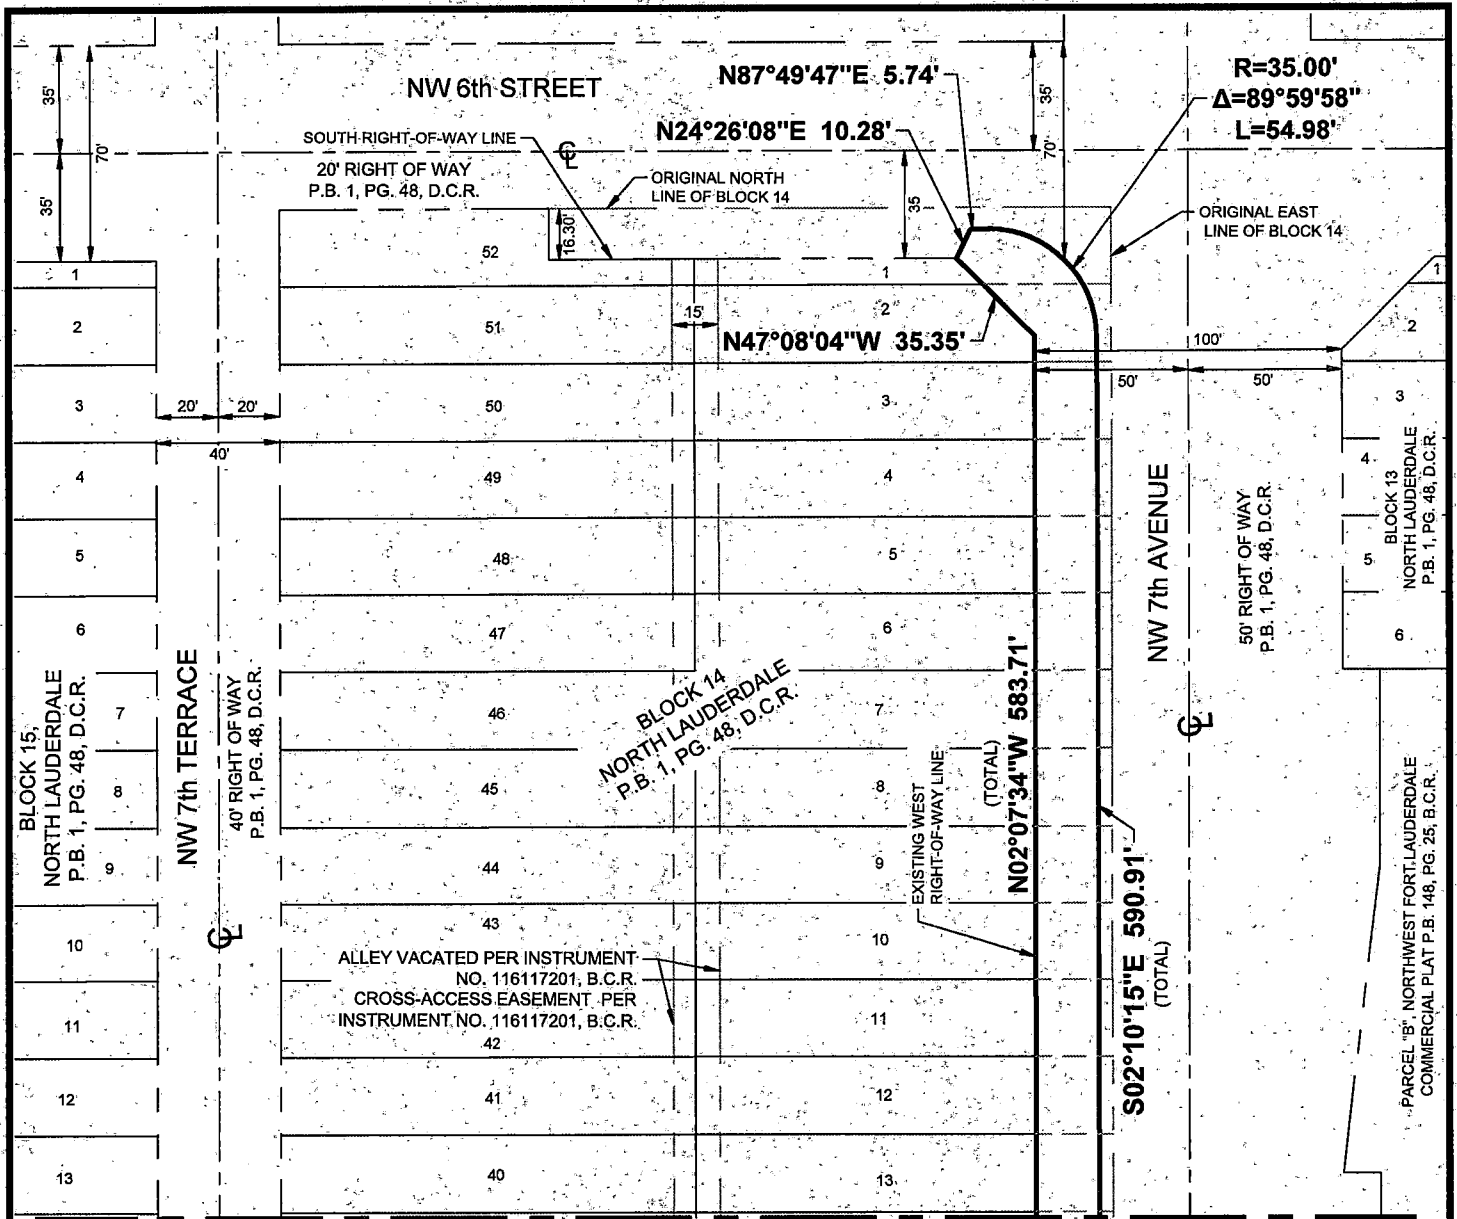 NW 6th STREET
N87°49'47"E 5.74'
R=35.00'
Δ=89°59'58"
L=54.98'
N24°26'08"E 10.28'
SOUTH RIGHT-OF-WAY LINE
20' RIGHT OF WAY
P.B. 1, PG. 48, D.C.R.
ORIGINAL NORTH
LINE OF BLOCK 14
ORIGINAL EAST
LINE OF BLOCK 14
35'
35'
70'
35'
70'
35
16.30'
15'
N47°08'04"W 35.35'
100'
50'
50'
20'
20'
40'
1
2
3
4
5
6
7
8
9
10
11
12
13
BLOCK 15,
NORTH LAUDERDALE
P.B. 1, PG. 48, D.C.R.
NW 7th TERRACE
40' RIGHT OF WAY
P.B. 1, PG. 48, D.C.R.
℄
℄
℄
52
51
50
49
48
47
46
45
44
43
42
41
40
BLOCK 14
NORTH LAUDERDALE
P.B. 1, PG. 48, D.C.R.
ALLEY VACATED PER INSTRUMENT
NO. 116117201, B.C.R.
CROSS-ACCESS EASEMENT PER
INSTRUMENT NO. 116117201, B.C.R.
1
2
3
4
5
6
7
8
9
10
11
12
13
EXISTING WEST
RIGHT-OF-WAY LINE
N02°07'34"W 583.71'
(TOTAL)
S02°10'15"E 590.91'
(TOTAL)
NW 7th AVENUE
50' RIGHT OF WAY
P.B. 1, PG. 48, D.C.R.
1
2
3
4
5
6
BLOCK 13
NORTH LAUDERDALE
P.B. 1, PG. 48, D.C.R.
PARCEL "B", NORTHWEST FORT LAUDERDALE
COMMERCIAL PLAT P.B. 148, PG. 25, B.C.R.